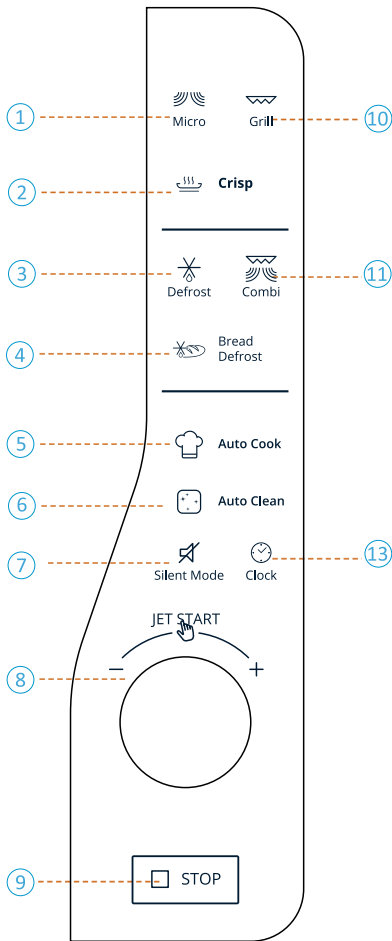 1
Micro
Grill
10
2
Crisp
3
Defrost
Combi
11
4
Bread
Defrost
5
Auto Cook
6
Auto Clean
7
Silent Mode
Clock
13
JET START
− +
8
9
STOP